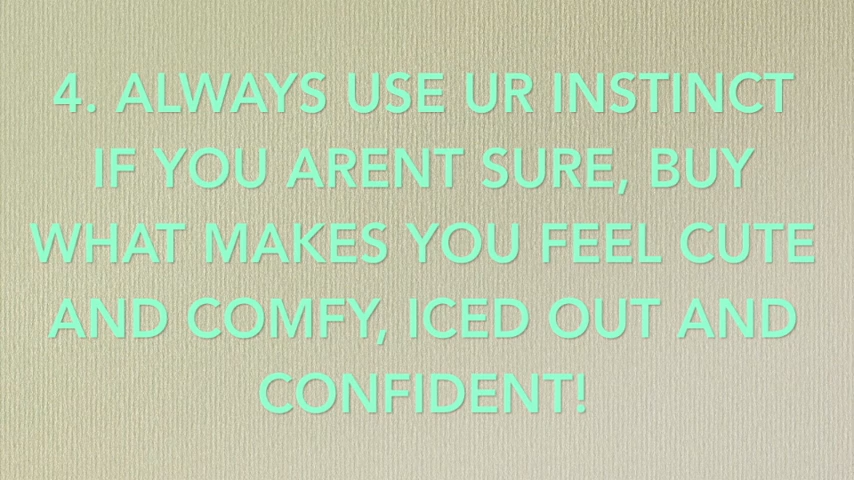 4. ALWAYS USE UR INSTINCT
IF YOU ARENT SURE, BUY
WHAT MAKES YOU FEEL CUTE
AND COMFY, ICED OUT AND
CONFIDENT!